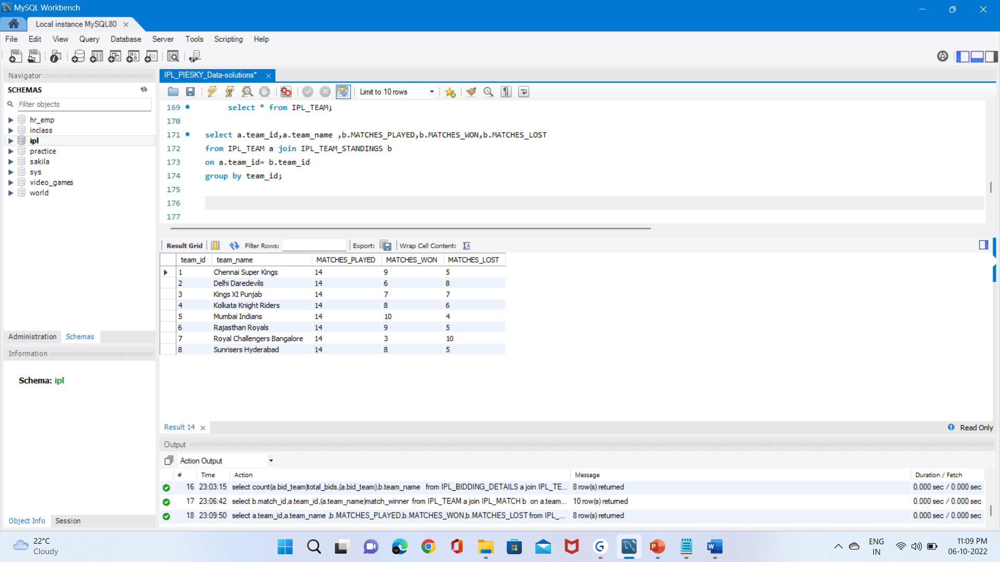 MySQL Workbench
Local instance MySQL80
File Edit View Query Database Server Tools Scripting Help
Navigator
SCHEMAS
Filter objects
hr_emp
inclass
ipl
practice
sakila
sys
video_games
world
Administration Schemas
Information
Schema: ipl
Object Info Session
IPL_PIESKY_Data-solutions*
Limit to 10 rows
169 select * from IPL_TEAM;
170
171 select a.team_id,a.team_name ,b.MATCHES_PLAYED,b.MATCHES_WON,b.MATCHES_LOST
172 from IPL_TEAM a join IPL_TEAM_STANDINGS b
173 on a.team_id= b.team_id
174 group by team_id;
175
176
177
Result Grid Filter Rows: Export: Wrap Cell Content:
team_id team_name MATCHES_PLAYED MATCHES_WON MATCHES_LOST
1 Chennai Super Kings 14 9 5
2 Delhi Daredevils 14 6 8
3 Kings XI Punjab 14 7 7
4 Kolkata Knight Riders 14 8 6
5 Mumbai Indians 14 10 4
6 Rajasthan Royals 14 9 5
7 Royal Challengers Bangalore 14 3 10
8 Sunrisers Hyderabad 14 8 5
Result 14
Read Only
Output
Action Output
# Time Action Message Duration / Fetch
16 23:03:15 select count(a.bid_team)total_bids,(a.bid_team),b.team_name from IPL_BIDDING_DETAILS a join IPL_TE... 8 row(s) returned 0.000 sec / 0.000 sec
17 23:06:42 select b.match_id,a.team_id,(a.team_name)match_winner from IPL_TEAM a join IPL_MATCH b on a.team... 10 row(s) returned 0.000 sec / 0.000 sec
18 23:09:50 select a.team_id,a.team_name ,b.MATCHES_PLAYED,b.MATCHES_WON,b.MATCHES_LOST from IPL_... 8 row(s) returned 0.000 sec / 0.000 sec
22°C
Cloudy
ENG
IN
11:09 PM
06-10-2022